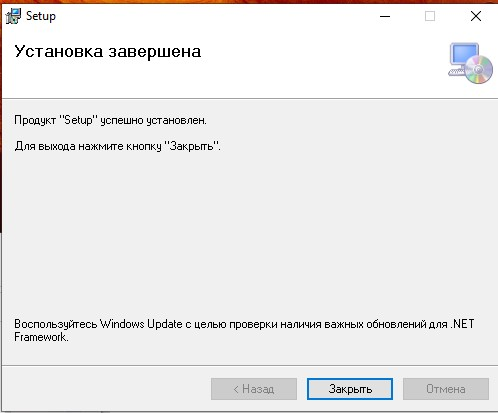 Setup
Установка завершена
Продукт "Setup" успешно установлен.
Для выхода нажмите кнопку "Закрыть".
Воспользуйтесь Windows Update с целью проверки наличия важных обновлений для .NET
Framework.
< Назад
Закрыть
Отмена